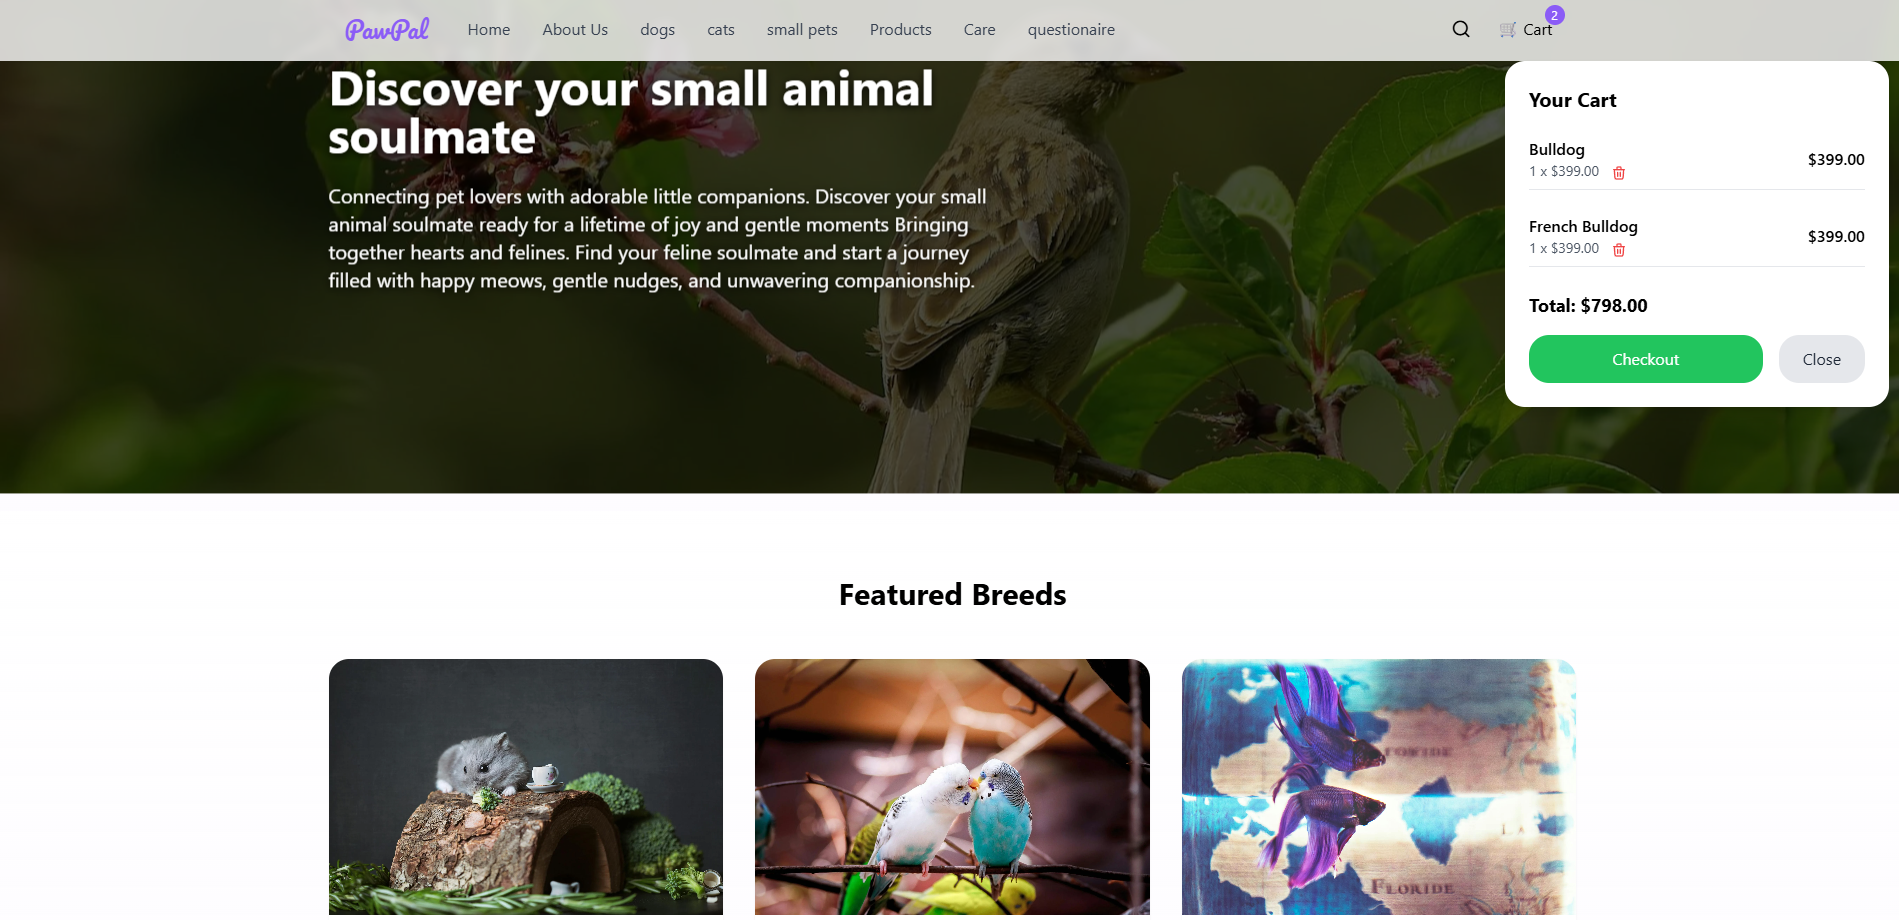 PawPal
Home
About Us
dogs
cats
small pets
Products
Care
questionaire
🛒 Cart
2
Discover your small animal
soulmate
Connecting pet lovers with adorable little companions. Discover your small
animal soulmate ready for a lifetime of joy and gentle moments Bringing
together hearts and felines. Find your feline soulmate and start a journey
filled with happy meows, gentle nudges, and unwavering companionship.
Your Cart
Bulldog
1 x $399.00
$399.00
French Bulldog
1 x $399.00
$399.00
Total: $798.00
Checkout
Close
Featured Breeds
FLORIDE